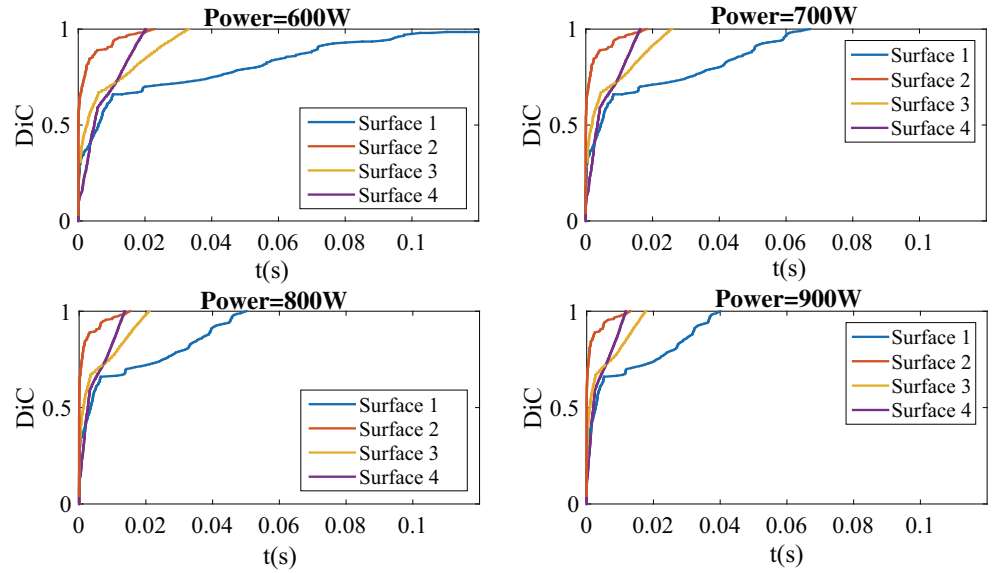 Power=600W
1
0.5
0
DiC
0
0.02
0.04
0.06
0.08
0.1
t(s)
Surface 1
Surface 2
Surface 3
Surface 4
Power=700W
1
0.5
0
DiC
0
0.02
0.04
0.06
0.08
0.1
t(s)
Surface 1
Surface 2
Surface 3
Surface 4
Power=800W
1
0.5
0
DiC
0
0.02
0.04
0.06
0.08
0.1
t(s)
Surface 1
Surface 2
Surface 3
Surface 4
Power=900W
1
0.5
0
DiC
0
0.02
0.04
0.06
0.08
0.1
t(s)
Surface 1
Surface 2
Surface 3
Surface 4